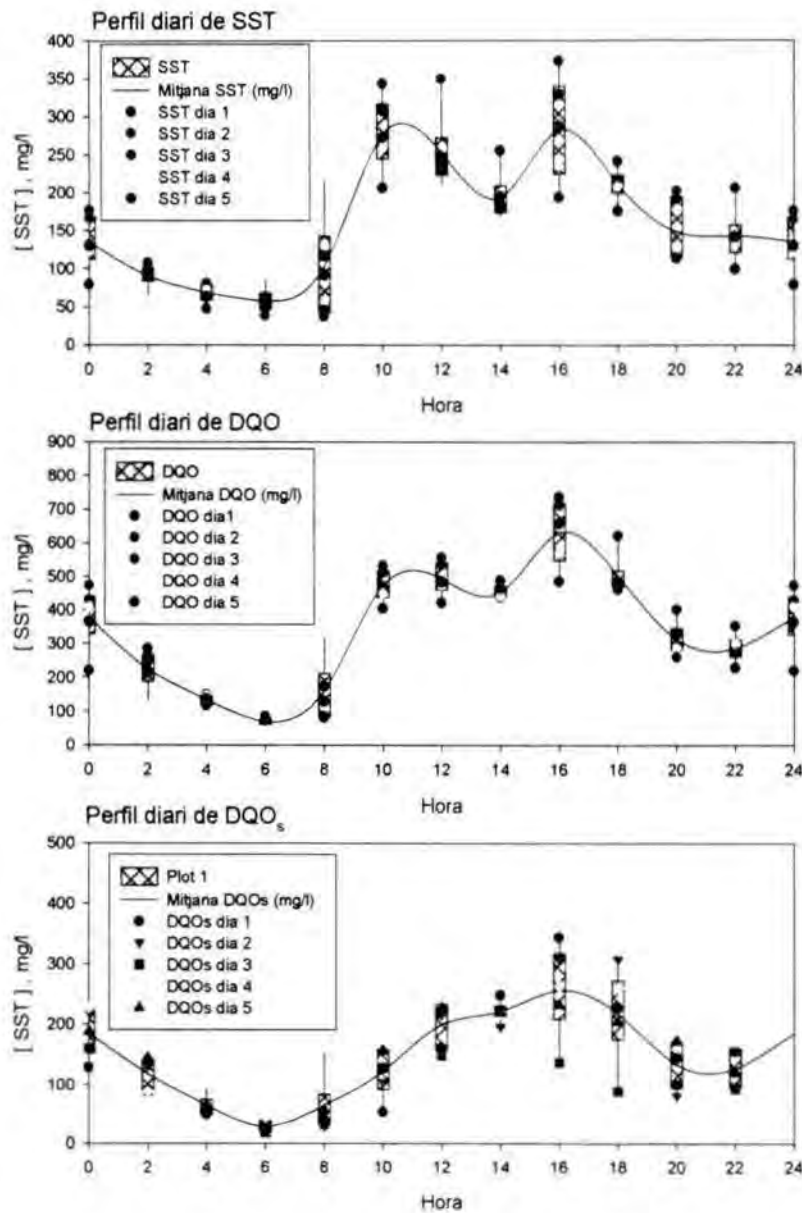 Perfil diari de SST
400
350
300
250
200
150
100
50
0
[ SST ] , mg/l
SST
Mitjana SST (mg/l)
SST dia 1
SST dia 2
SST dia 3
SST dia 4
SST dia 5
0 2 4 6 8 10 12 14 16 18 20 22 24
Hora
Perfil diari de DQO
900
800
700
600
500
400
300
200
100
0
[ SST ] , mg/l
DQO
Mitjana DQO (mg/l)
DQO dia1
DQO dia 2
DQO dia 3
DQO dia 4
DQO dia 5
0 2 4 6 8 10 12 14 16 18 20 22 24
Hora
Perfil diari de DQOs
500
400
300
200
100
0
[ SST ] , mg/l
Plot 1
Mitjana DQOs (mg/l)
DQOs dia 1
DQOs dia 2
DQOs dia 3
DQOs dia 4
DQOs dia 5
0 2 4 6 8 10 12 14 16 18 20 22 24
Hora